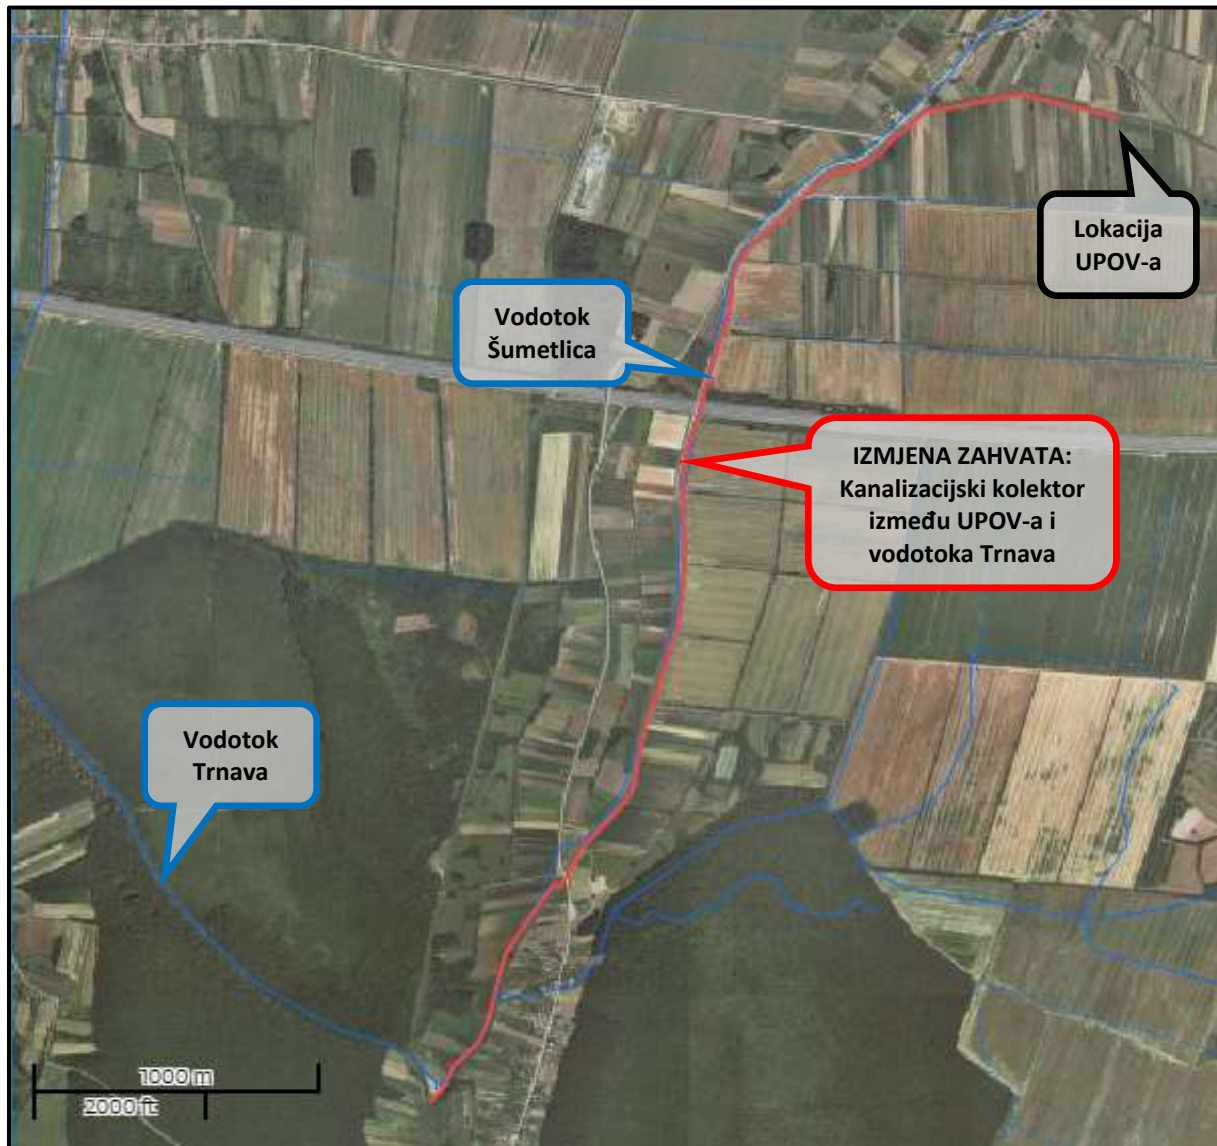 Lokacija
UPOV-a
Vodotok
Šumetlica
IZMJENA ZAHVATA:
Kanalizacijski kolektor
između UPOV-a i
vodotoka Trnava
Vodotok
Trnava
1000 m
2000 ft